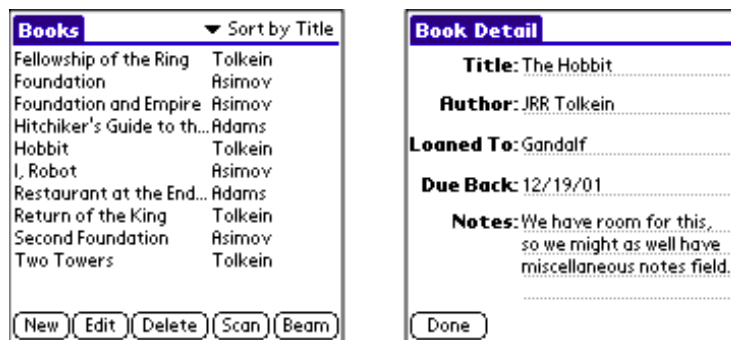 Books ▼ Sort by Title
Fellowship of the Ring Tolkein
Foundation Asimov
Foundation and Empire Asimov
Hitchiker's Guide to th... Adams
Hobbit Tolkein
I, Robot Asimov
Restaurant at the End... Adams
Return of the King Tolkein
Second Foundation Asimov
Two Towers Tolkein
New Edit Delete Scan Beam
Book Detail
Title: The Hobbit
Author: JRR Tolkein
Loaned To: Gandalf
Due Back: 12/19/01
Notes: We have room for this,
so we might as well have
miscellaneous notes field.
Done